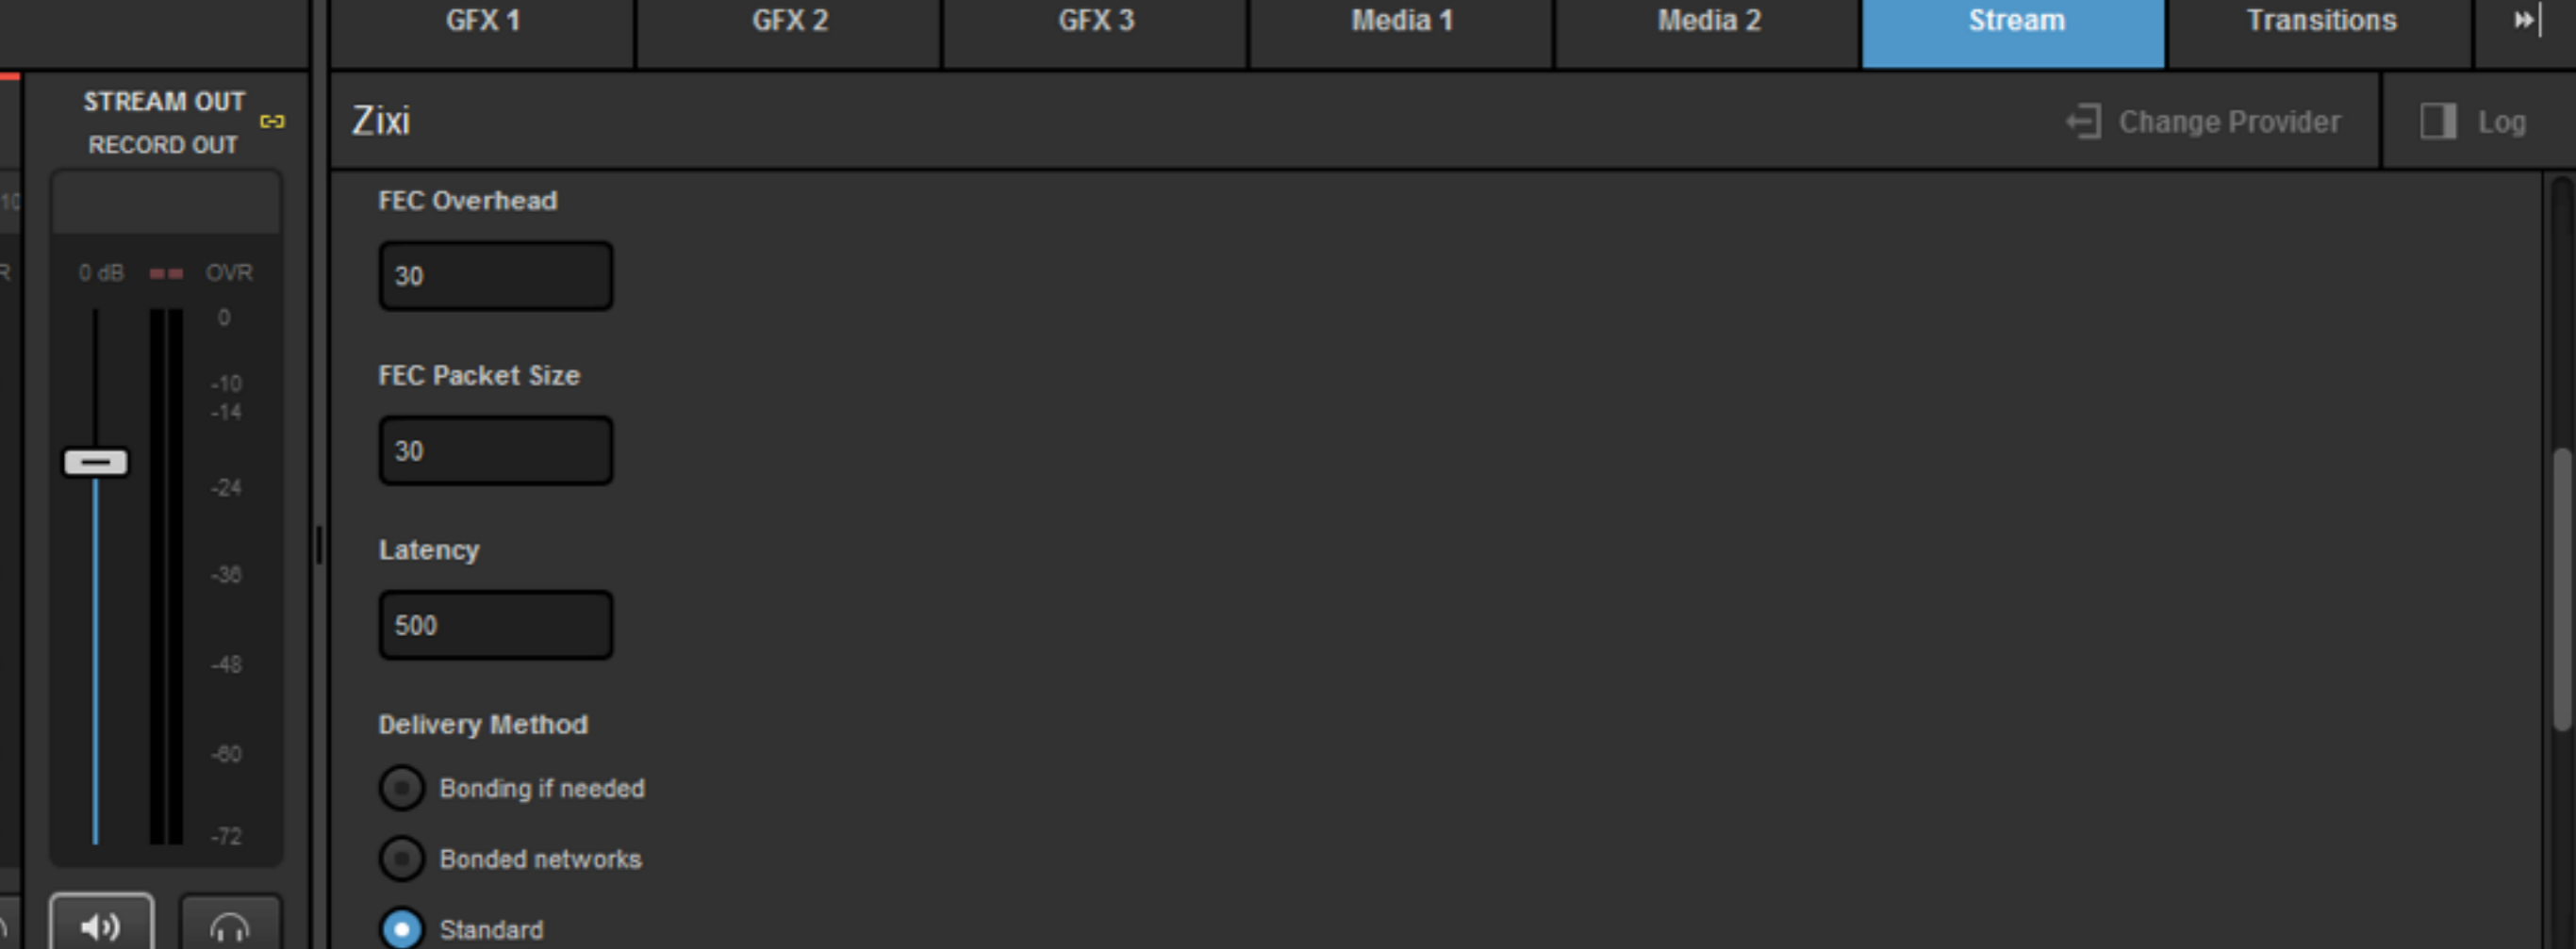 GFX 1 GFX 2 GFX 3 Media 1 Media 2 Stream Transitions
STREAM OUT
RECORD OUT
Zixi Change Provider Log
10
R
0 dB OVR
0
-10
-14
-24
-36
-48
-60
-72
FEC Overhead
30
FEC Packet Size
30
Latency
500
Delivery Method
Bonding if needed
Bonded networks
Standard